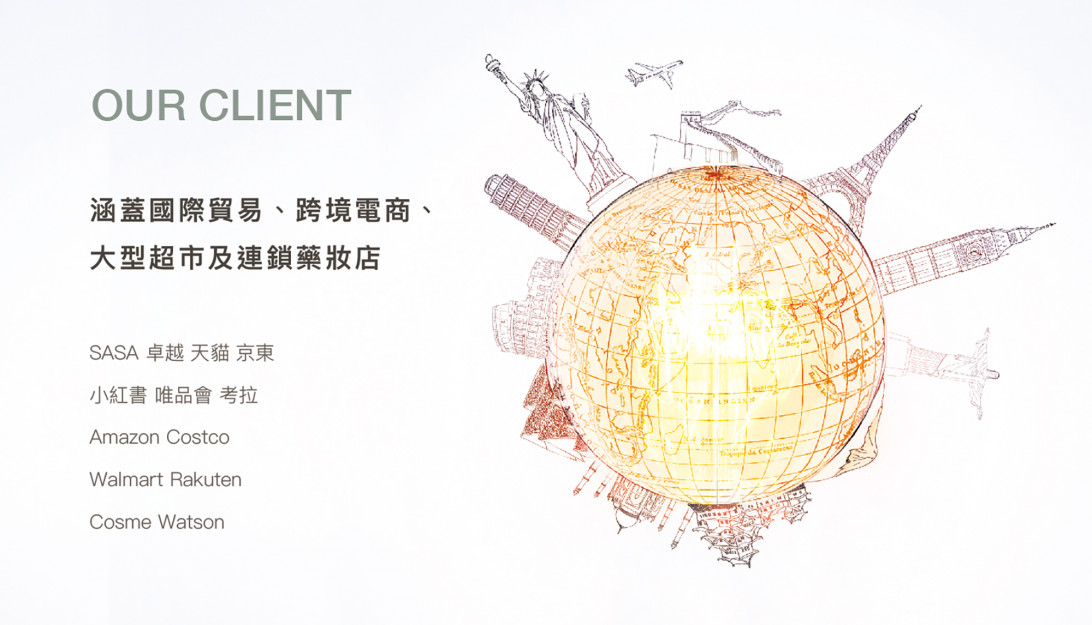 OUR CLIENT
涵蓋國際貿易、跨境電商、
大型超市及連鎖藥妝店
SASA 卓越 天貓 京東
小紅書 唯品會 考拉
Amazon Costco
Walmart Rakuten
Cosme Watson